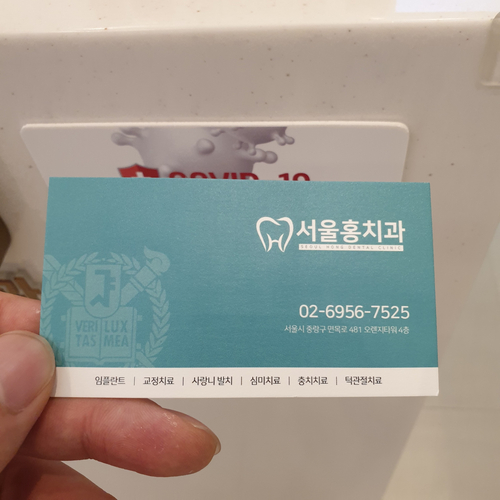 COVID-19
서울홍치과
SEOUL HONG DENTAL CLINIC
02-6956-7525
서울시 중랑구 면목로 481 오렌지타워 4층
VERI LUX
TAS MEA
임플란트 | 교정치료 | 사랑니 발치 | 심미치료 | 충치치료 | 턱관절치료